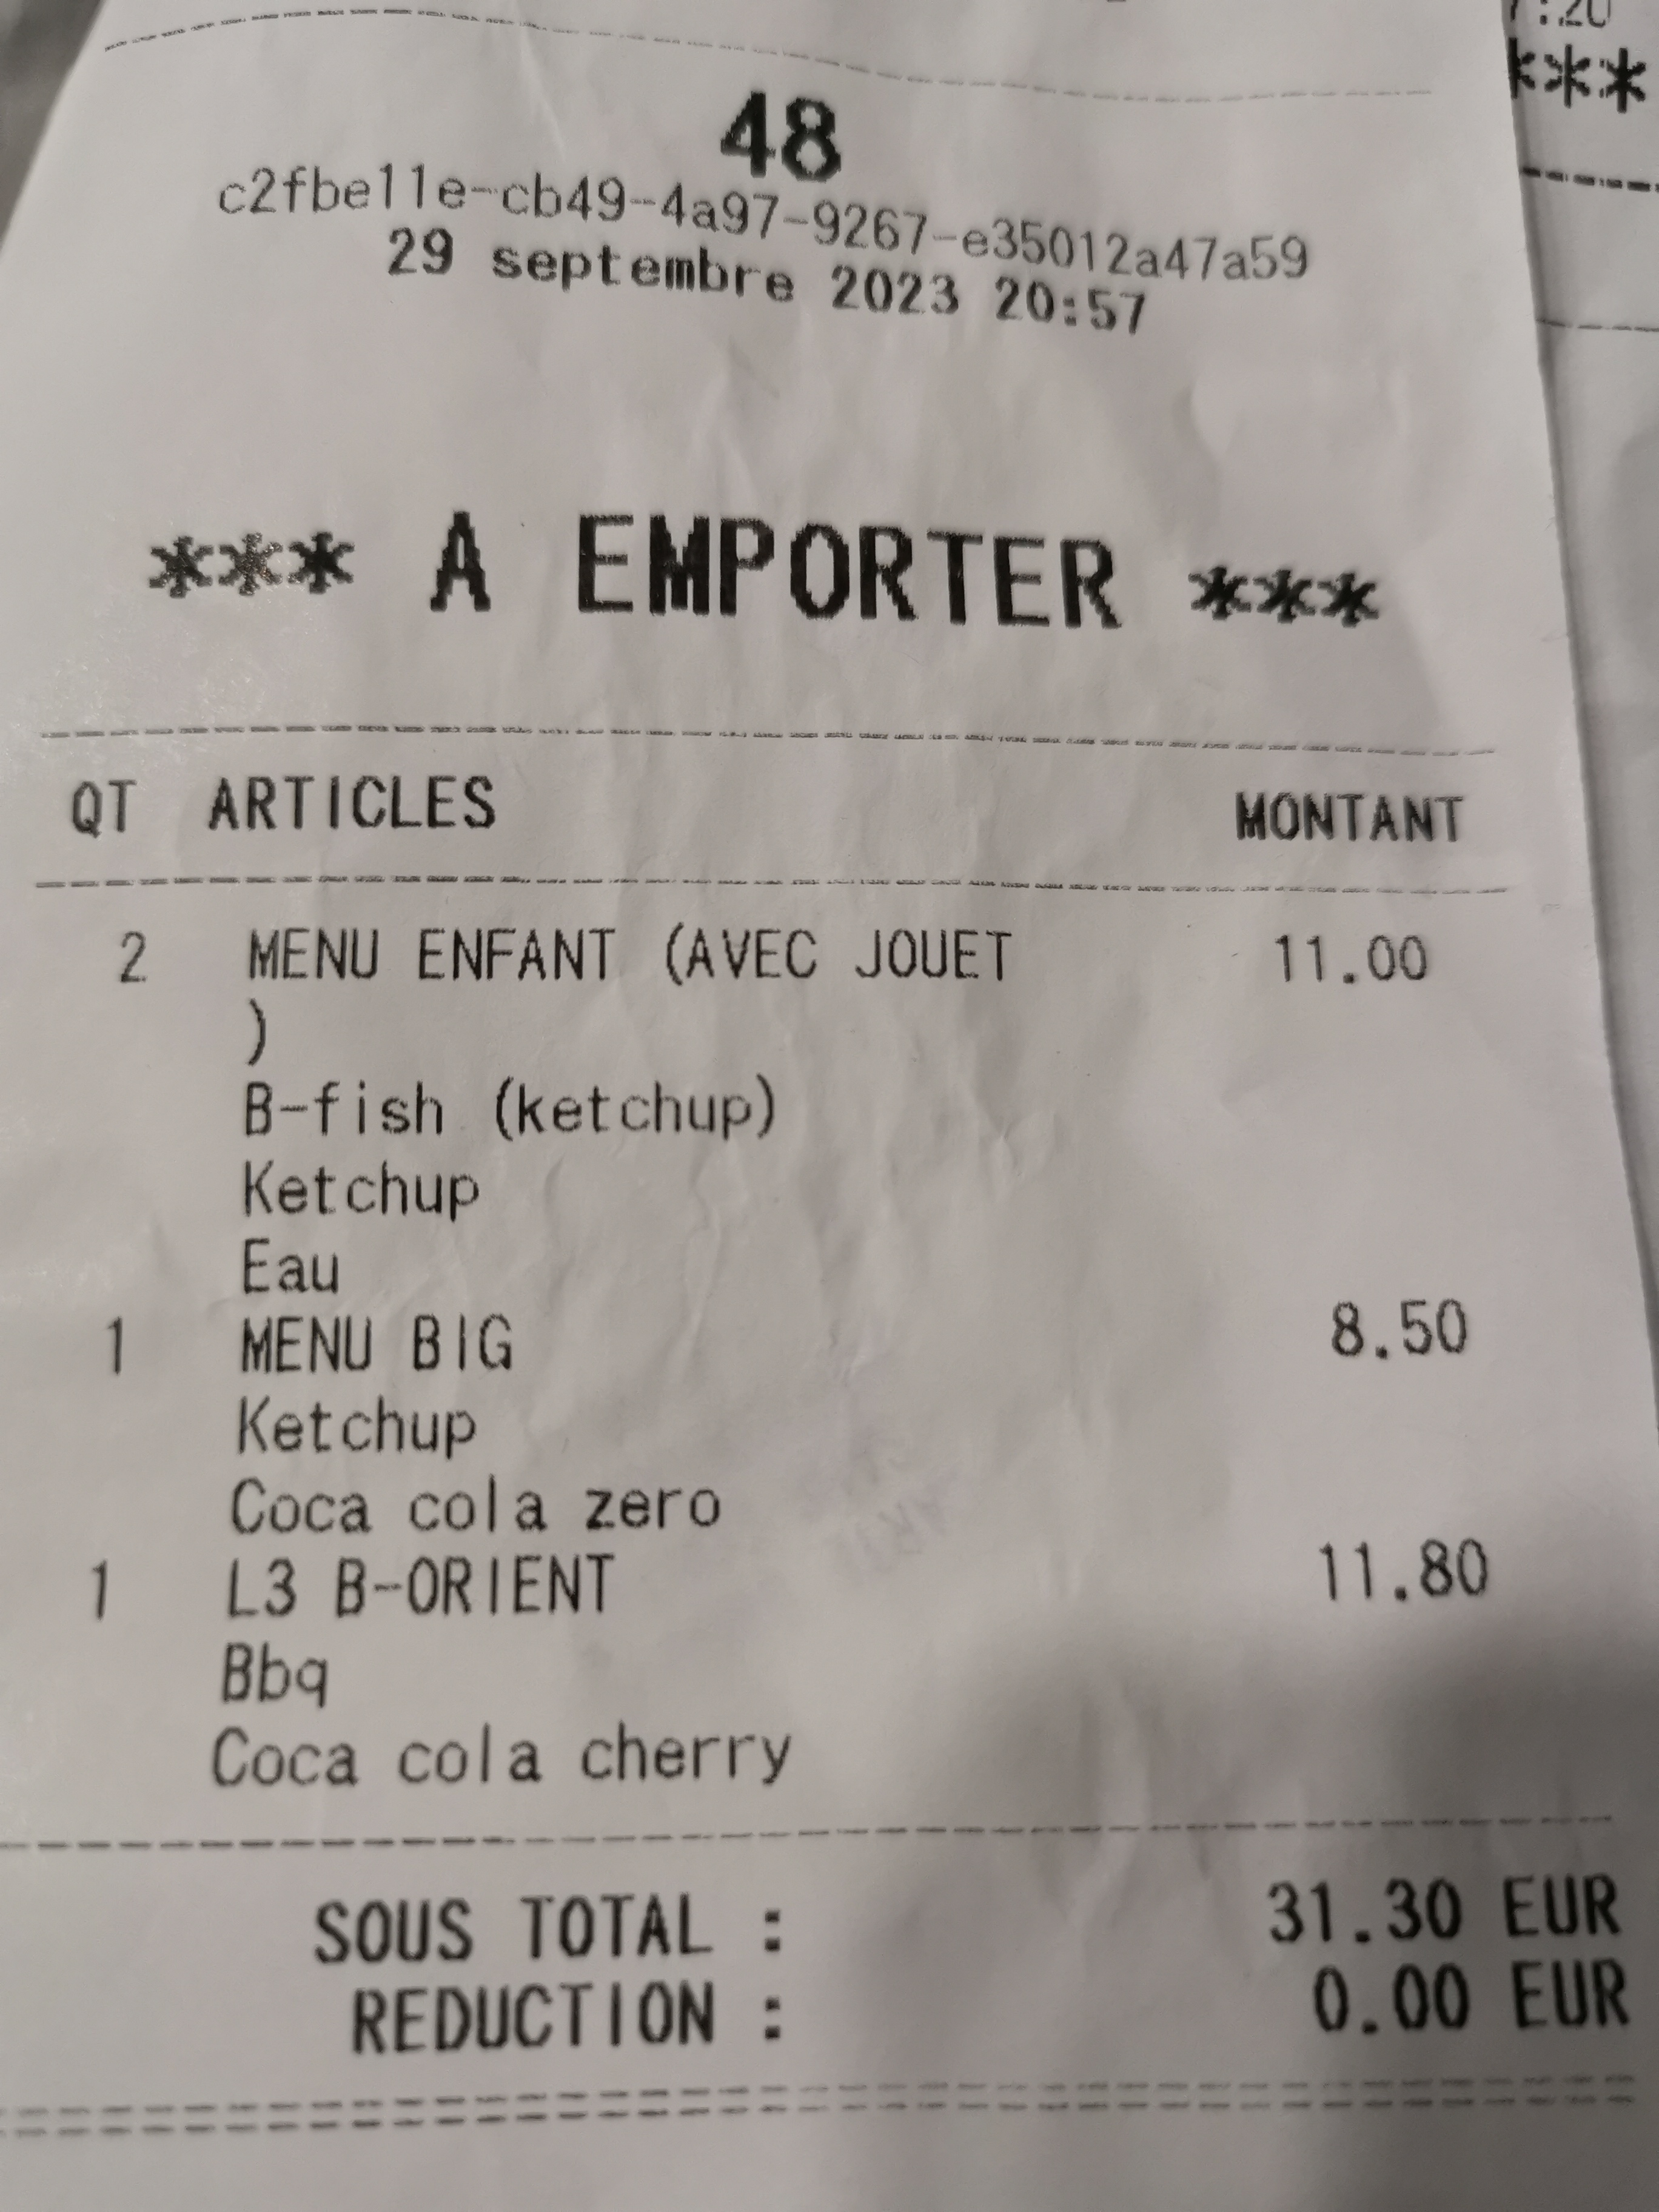 48
c2fbe11e-cb49-4a97-9267-e35012a47a59
29 septembre 2023 20:57
*** A EMPORTER ***
QT ARTICLES MONTANT
2 MENU ENFANT (AVEC JOUET 11.00
)
B-fish (ketchup)
Ketchup
Eau
1 MENU BIG 8.50
Ketchup
Coca cola zero
1 L3 B-ORIENT 11.80
Bbq
Coca cola cherry
SOUS TOTAL : 31.30 EUR
REDUCTION : 0.00 EUR
***